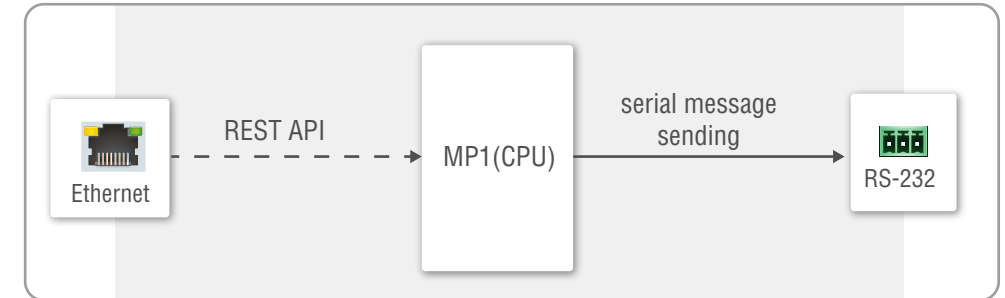 REST API
serial message
sending
MP1(CPU)
Ethernet
RS-232